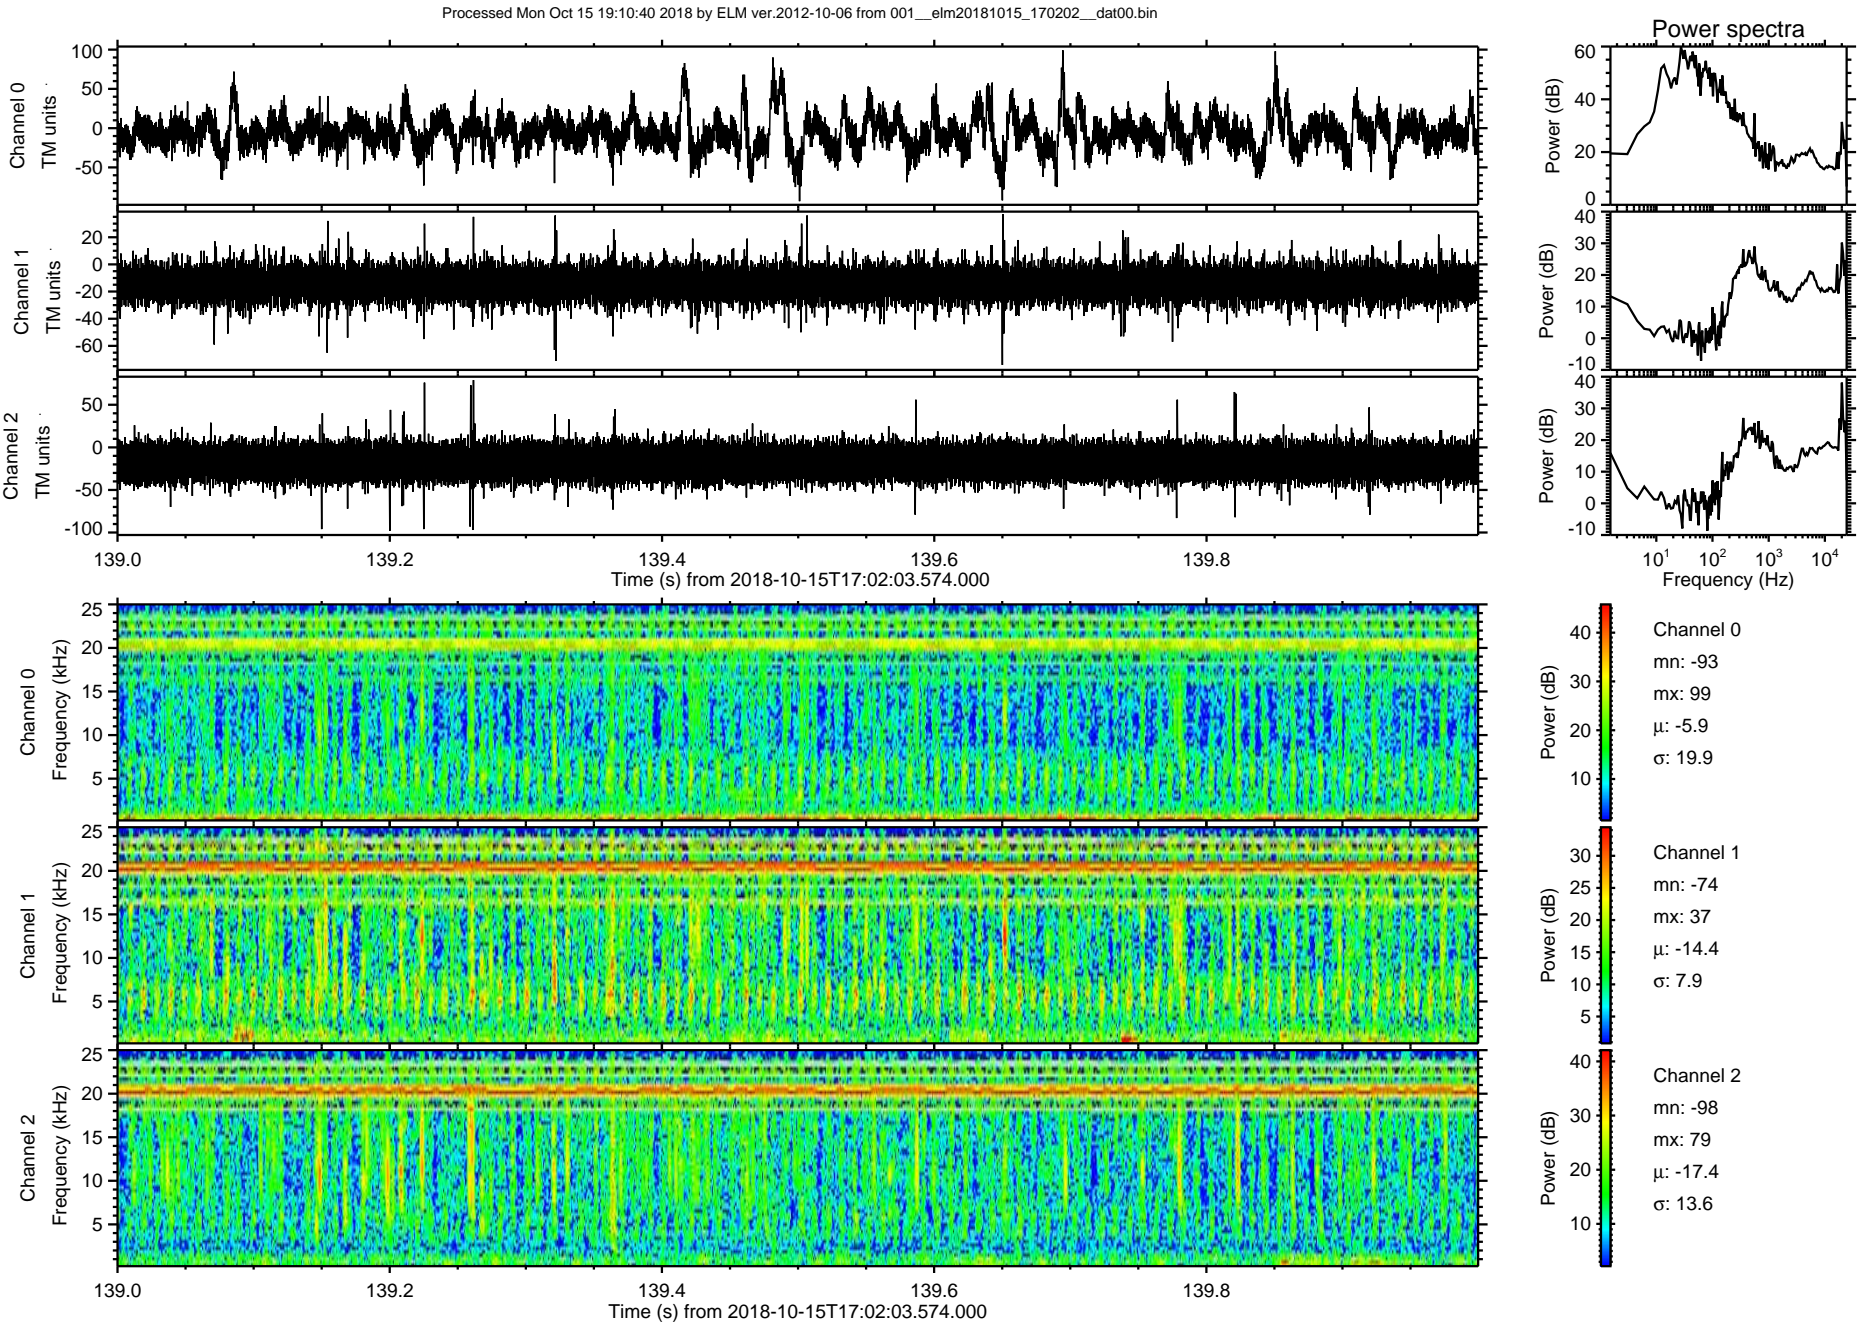 Processed Mon Oct 15 19:10:40 2018 by ELM ver.2012-10-06 from 001__elm20181015_170202__dat00.bin
Power spectra
Channel 0
TM units
100
50
0
-50
Power (dB)
60
40
20
0
Channel 1
TM units
20
0
-20
-40
-60
Power (dB)
40
30
20
10
0
-10
Channel 2
TM units
50
0
-50
-100
Power (dB)
40
30
20
10
0
-10
139.0 139.2 139.4 139.6 139.8
Time (s) from 2018-10-15T17:02:03.574.000
10^1 10^2 10^3 10^4
Frequency (Hz)
Channel 0
Frequency (kHz)
25
20
15
10
5
Power (dB)
40
30
20
10
Channel 0
mn: -93
mx: 99
μ: -5.9
σ: 19.9
Channel 1
Frequency (kHz)
25
20
15
10
5
Power (dB)
30
25
20
15
10
5
Channel 1
mn: -74
mx: 37
μ: -14.4
σ: 7.9
Channel 2
Frequency (kHz)
25
20
15
10
5
Power (dB)
40
30
20
10
Channel 2
mn: -98
mx: 79
μ: -17.4
σ: 13.6
139.0 139.2 139.4 139.6 139.8
Time (s) from 2018-10-15T17:02:03.574.000